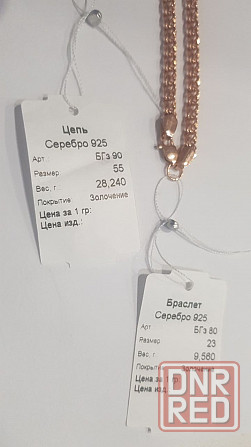 Цепь
Серебро 925
Арт. БГз 90
Размер 55
Вес, г. 28,240
Покрытие Золочение
Цена за 1 гр:
Цена изд.:
Браслет
Серебро 925
Арт БГз 80
Размер 23
Вес, г. 9,560
Покрытие Золочение
Цена за 1 гр:
Цена изд.
DNR
RED